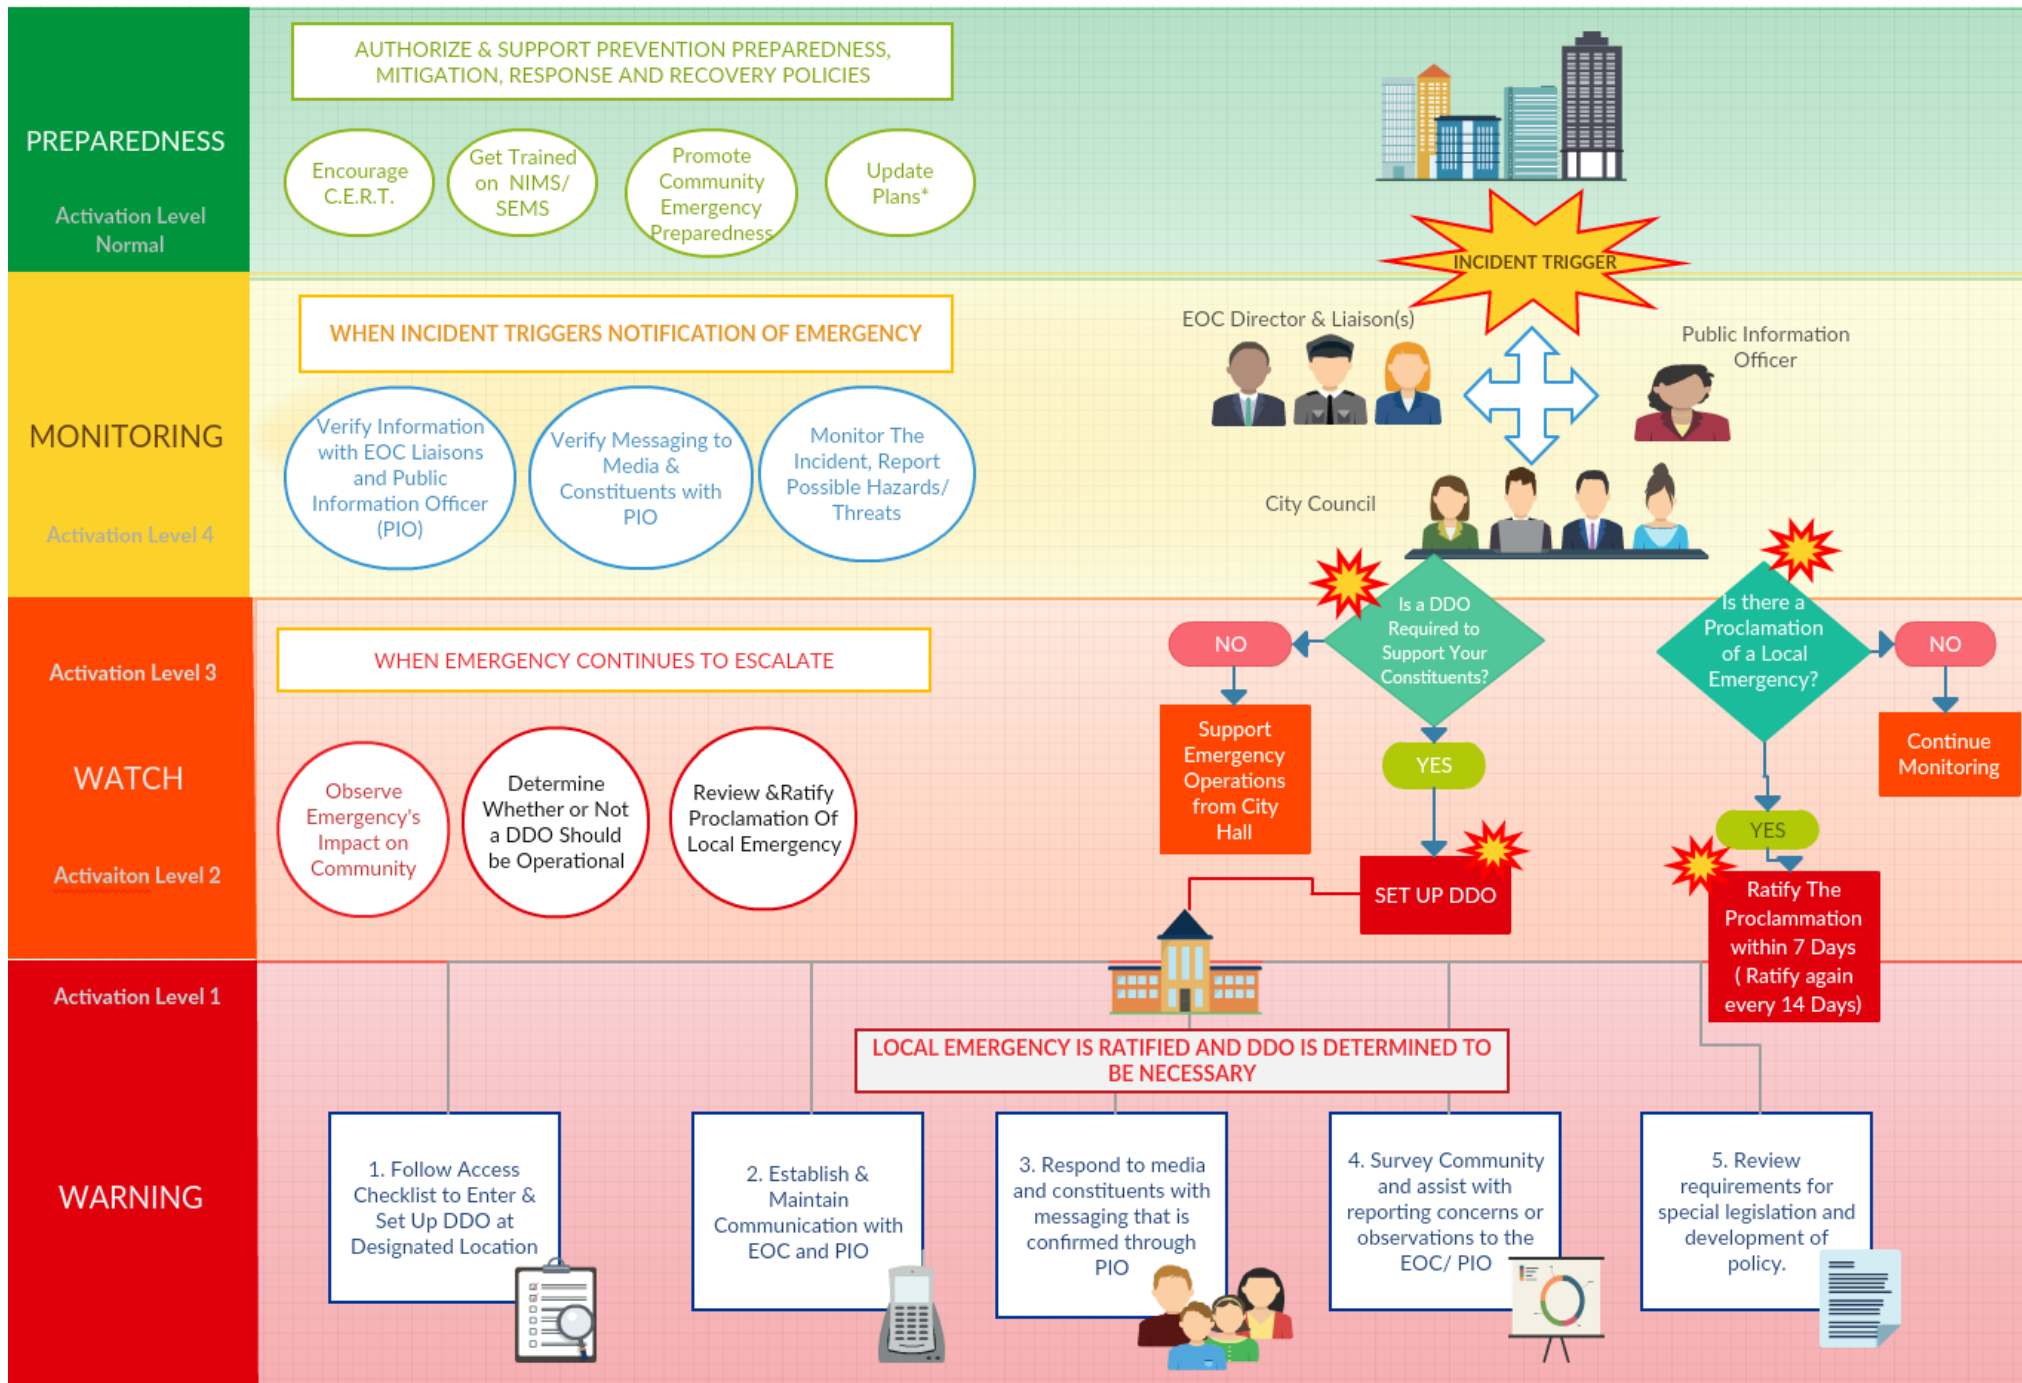 PREPAREDNESS
Activation Level
Normal
AUTHORIZE & SUPPORT PREVENTION PREPAREDNESS,
MITIGATION, RESPONSE AND RECOVERY POLICIES
Encourage
C.E.R.T.
Get Trained
on NIMS/
SEMS
Promote
Community
Emergency
Preparedness
Update
Plans*
INCIDENT TRIGGER
MONITORING
Activation Level 4
WHEN INCIDENT TRIGGERS NOTIFICATION OF EMERGENCY
Verify Information
with EOC Liaisons
and Public
Information Officer
(PIO)
Verify Messaging to
Media &
Constituents with
PIO
Monitor The
Incident, Report
Possible Hazards/
Threats
EOC Director & Liaison(s)
Public Information
Officer
City Council
Activation Level 3
WATCH
Activaiton Level 2
WHEN EMERGENCY CONTINUES TO ESCALATE
Observe
Emergency's
Impact on
Community
Determine
Whether or Not
a DDO Should
be Operational
Review &Ratify
Proclamation Of
Local Emergency
Is a DDO
Required to
Support Your
Constituents?
NO
Support
Emergency
Operations
from City
Hall
YES
SET UP DDO
Is there a
Proclamation
of a Local
Emergency?
NO
Continue
Monitoring
YES
Ratify The
Proclammation
within 7 Days
( Ratify again
every 14 Days)
Activation Level 1
WARNING
LOCAL EMERGENCY IS RATIFIED AND DDO IS DETERMINED TO
BE NECESSARY
1. Follow Access
Checklist to Enter &
Set Up DDO at
Designated Location
2. Establish &
Maintain
Communication with
EOC and PIO
3. Respond to media
and constituents with
messaging that is
confirmed through
PIO
4. Survey Community
and assist with
reporting concerns or
observations to the
EOC/ PIO
5. Review
requirements for
special legislation and
development of
policy.